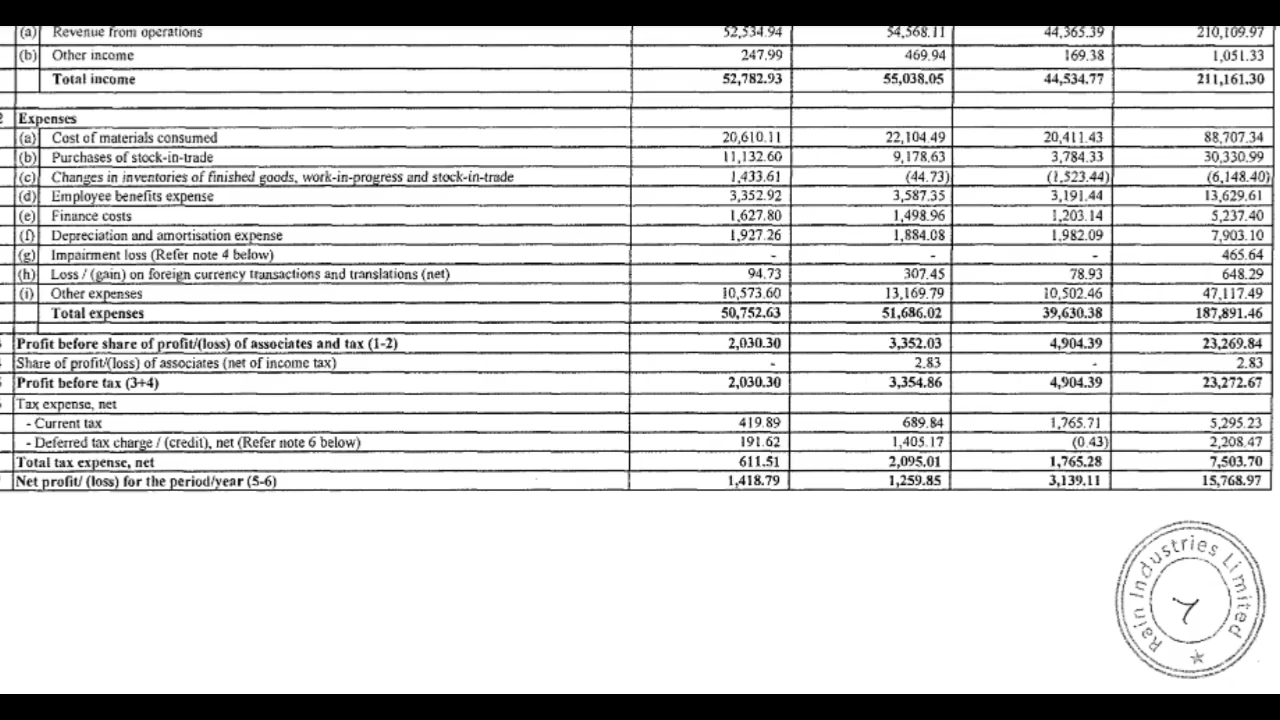 (a) Revenue from operations 52,534.94 54,568.11 44,365.39 210,109.97
(b) Other income 247.99 469.94 169.38 1,051.33
Total income 52,782.93 55,038.05 44,534.77 211,161.30
2 Expenses
(a) Cost of materials consumed 20,610.11 22,104.49 20,411.43 88,707.34
(b) Purchases of stock-in-trade 11,132.60 9,178.63 3,784.33 30,330.99
(c) Changes in inventories of finished goods, work-in-progress and stock-in-trade 1,433.61 (44.73) (1,523.44) (6,148.40)
(d) Employee benefits expense 3,352.92 3,587.35 3,191.44 13,629.61
(e) Finance costs 1,627.80 1,498.96 1,203.14 5,237.40
(f) Depreciation and amortisation expense 1,927.26 1,884.08 1,982.09 7,903.10
(g) Impairment loss (Refer note 4 below) - - - 465.64
(h) Loss / (gain) on foreign currency transactions and translations (net) 94.73 307.45 78.93 648.29
(i) Other expenses 10,573.60 13,169.79 10,502.46 47,117.49
Total expenses 50,752.63 51,686.02 39,630.38 187,891.46
Profit before share of profit/(loss) of associates and tax (1-2) 2,030.30 3,352.03 4,904.39 23,269.84
Share of profit/(loss) of associates (net of income tax) - 2.83 - 2.83
Profit before tax (3+4) 2,030.30 3,354.86 4,904.39 23,272.67
Tax expense, net
- Current tax 419.89 689.84 1,765.71 5,295.23
- Deferred tax charge / (credit), net (Refer note 6 below) 191.62 1,405.17 (0.43) 2,208.47
Total tax expense, net 611.51 2,095.01 1,765.28 7,503.70
Net profit/ (loss) for the period/year (5-6) 1,418.79 1,259.85 3,139.11 15,768.97
Rain Industries Limited